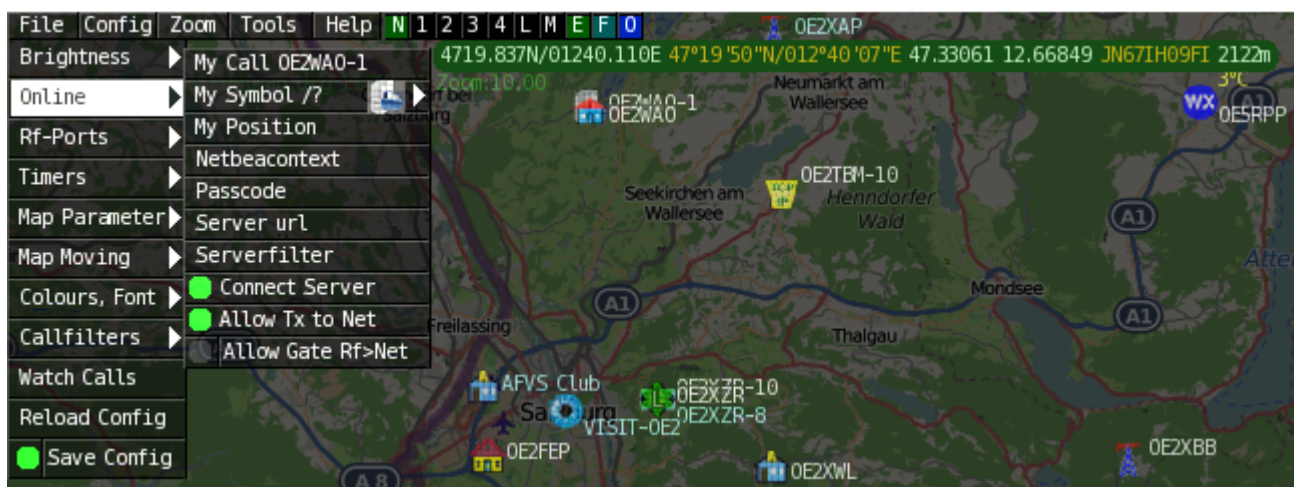 File Config Zoom Tools Help N 1 2 3 4 L M E F O
OE2XAP
4719.837N/01240.110E 47°19'50"N/012°40'07"E 47.33061 12.66849 JN67IH09FI 2122m
Zoom:10.00
Brightness
Online
Rf-Ports
Timers
Map Parameter
Map Moving
Colours, Font
Callfilters
Watch Calls
Reload Config
Save Config
My Call OE2WAO-1
My Symbol /?
My Position
Netbeacontext
Passcode
Server url
Serverfilter
Connect Server
Allow Tx to Net
Allow Gate Rf>Net
Neumarkt am
Wallersee
3°C
WX
A1
OE5RPP
OE2WAO-1
OE2WAO
OE2TBM-10
Seekirchen am
Wallersee
Henndorfer
Wald
A1
Mondsee
A1
A1
Freilassing
Thalgau
AFVS Club
OE2XZR-10
OE2XZR
L
OE2XZR-8
VISIT-OE2
OE2FEP
OE2XBB
A8
OE2XWL